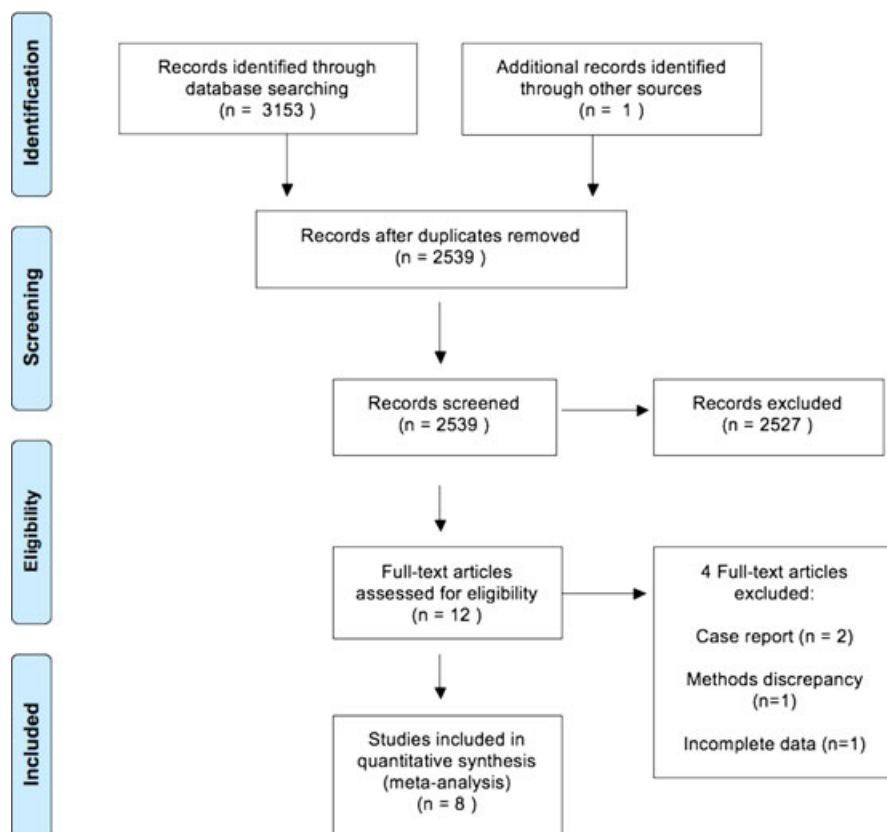 Identification
Records identified through
database searching
(n =  3153 )
Additional records identified
through other sources
(n =  1 )
Screening
Records after duplicates removed
(n = 2539 )
Records screened
(n = 2539 )
Records excluded
(n = 2527 )
Eligibility
Full-text articles
assessed for eligibility
(n = 12 )
4 Full-text articles
excluded:
Case report (n = 2)
Methods discrepancy
(n=1)
Incomplete data (n=1)
Included
Studies included in
quantitative synthesis
(meta-analysis)
(n = 8 )